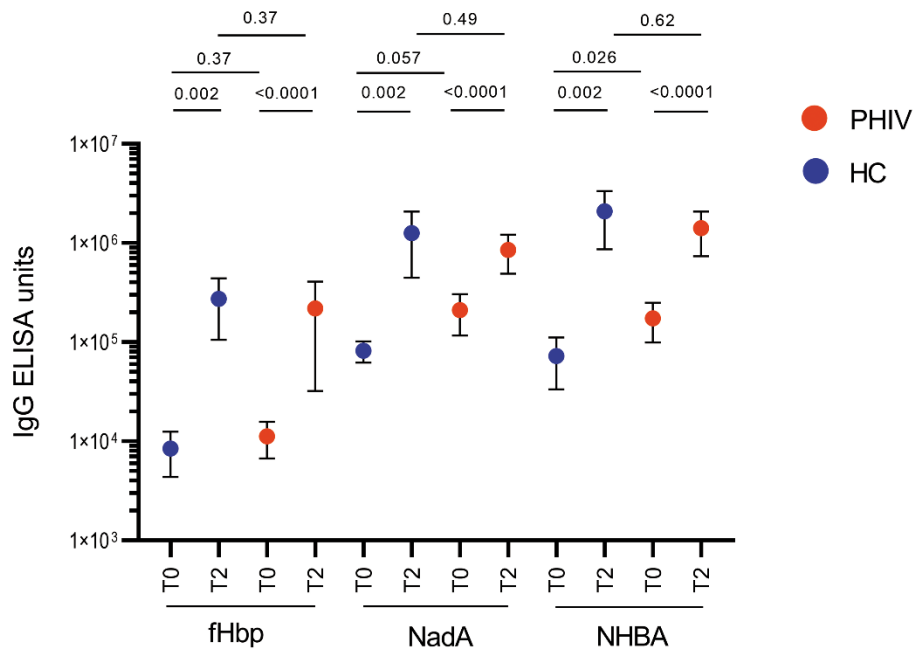 0.37 0.49 0.62
0.37 0.057 0.026
0.002 <0.0001 0.002 <0.0001 0.002 <0.0001
PHIV
HC
IgG ELISA units
1×10⁷
1×10⁶
1×10⁵
1×10⁴
1×10³
T0 T2 T0 T2 T0 T2 T0 T2 T0 T2 T0 T2
fHbp NadA NHBA